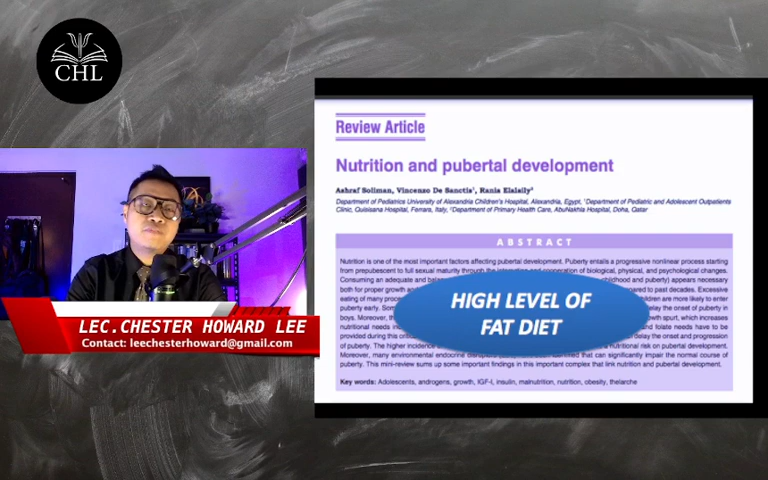 CHL
Review Article
Nutrition and pubertal development
Ashraf Soliman, Vincenzo De Sanctis¹, Rania Elalaily²
Department of Pediatrics University of Alexandria Children's Hospital, Alexandria, Egypt, ¹Department of Pediatric and Adolescent Outpatients
Clinic, Quisisana Hospital, Ferrara, Italy, ²Department of Primary Health Care, AbuNakhla Hospital, Doha, Qatar
ABSTRACT
Nutrition is one of the most important factors affecting pubertal development. Puberty entails a progressive nonlinear process starting
from prepubescent to full sexual maturity through the of biological, physical, and psychological changes.
Consuming an adequate and and puberty) appears necessary
both for proper growth to past decades. Excessive
eating of many are more likely to enter
puberty early. delay the onset of puberty in
boys. Moreover, growth spurt, which increases
nutritional needs and folate needs have to be
provided during this delay the onset and progression
of puberty. The higher nutritional risk on pubertal development.
Moreover, many environmental endocrine that can significantly impair the normal course of
puberty. This mini-review sums up some important findings in this important complex that link nutrition and pubertal development.
Key words: Adolescents, androgens, growth, IGF-I, insulin, malnutrition, nutrition, obesity, thelarche
HIGH LEVEL OF
FAT DIET
LEC.CHESTER HOWARD LEE
Contact: leechesterhoward@gmail.com